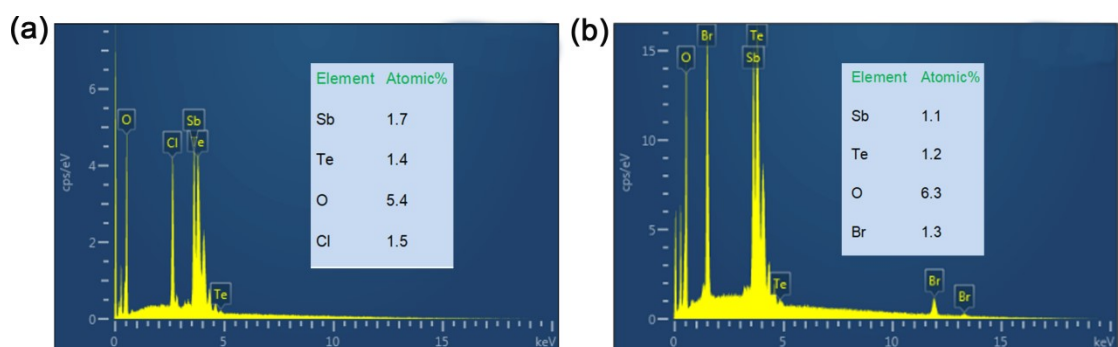 (a)
6
4
2
0
cps/eV
O
Cl
Sb
Te
Te
Element Atomic%
Sb 1.7
Te 1.4
O 5.4
Cl 1.5
0 5 10 15 keV
(b)
15
10
5
0
cps/eV
O
Br
Te
Sb
Te
Br
Br
Element Atomic%
Sb 1.1
Te 1.2
O 6.3
Br 1.3
0 5 10 15 keV